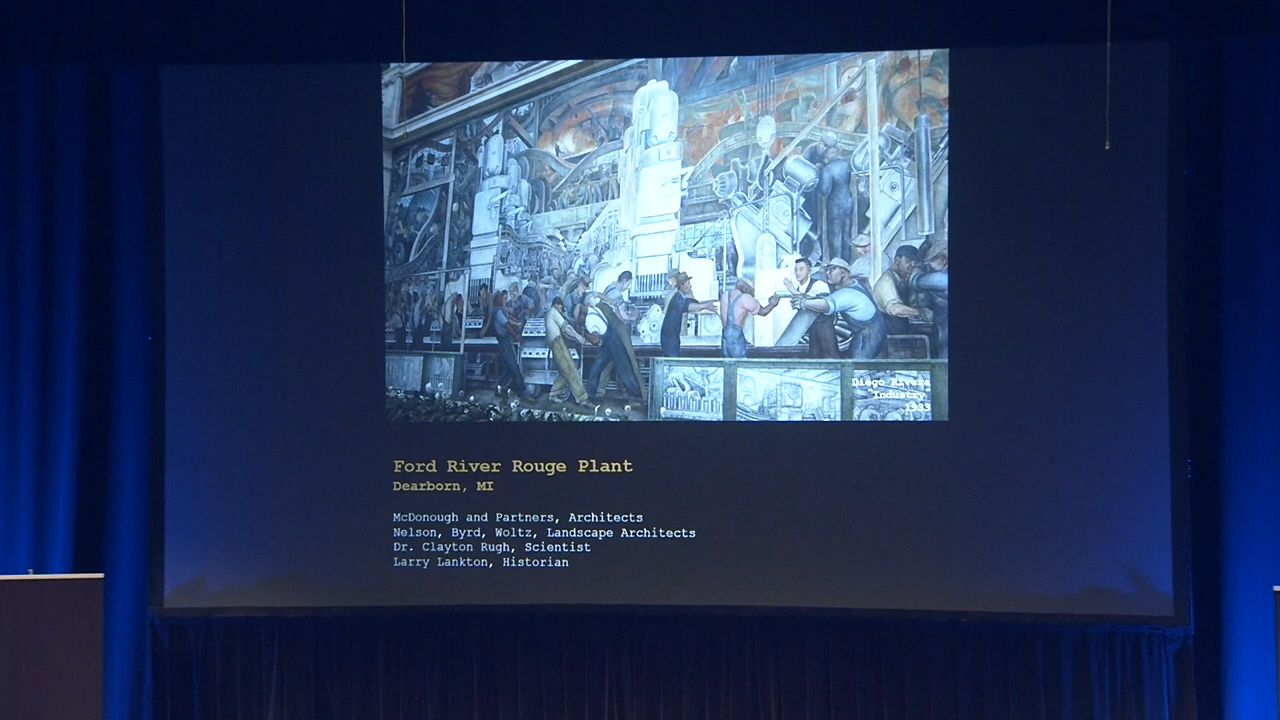 Diego Rivera
"Industry"
1933
Ford River Rouge Plant
Dearborn, MI
McDonough and Partners, Architects
Nelson, Byrd, Woltz, Landscape Architects
Dr. Clayton Rugh, Scientist
Larry Lankton, Historian